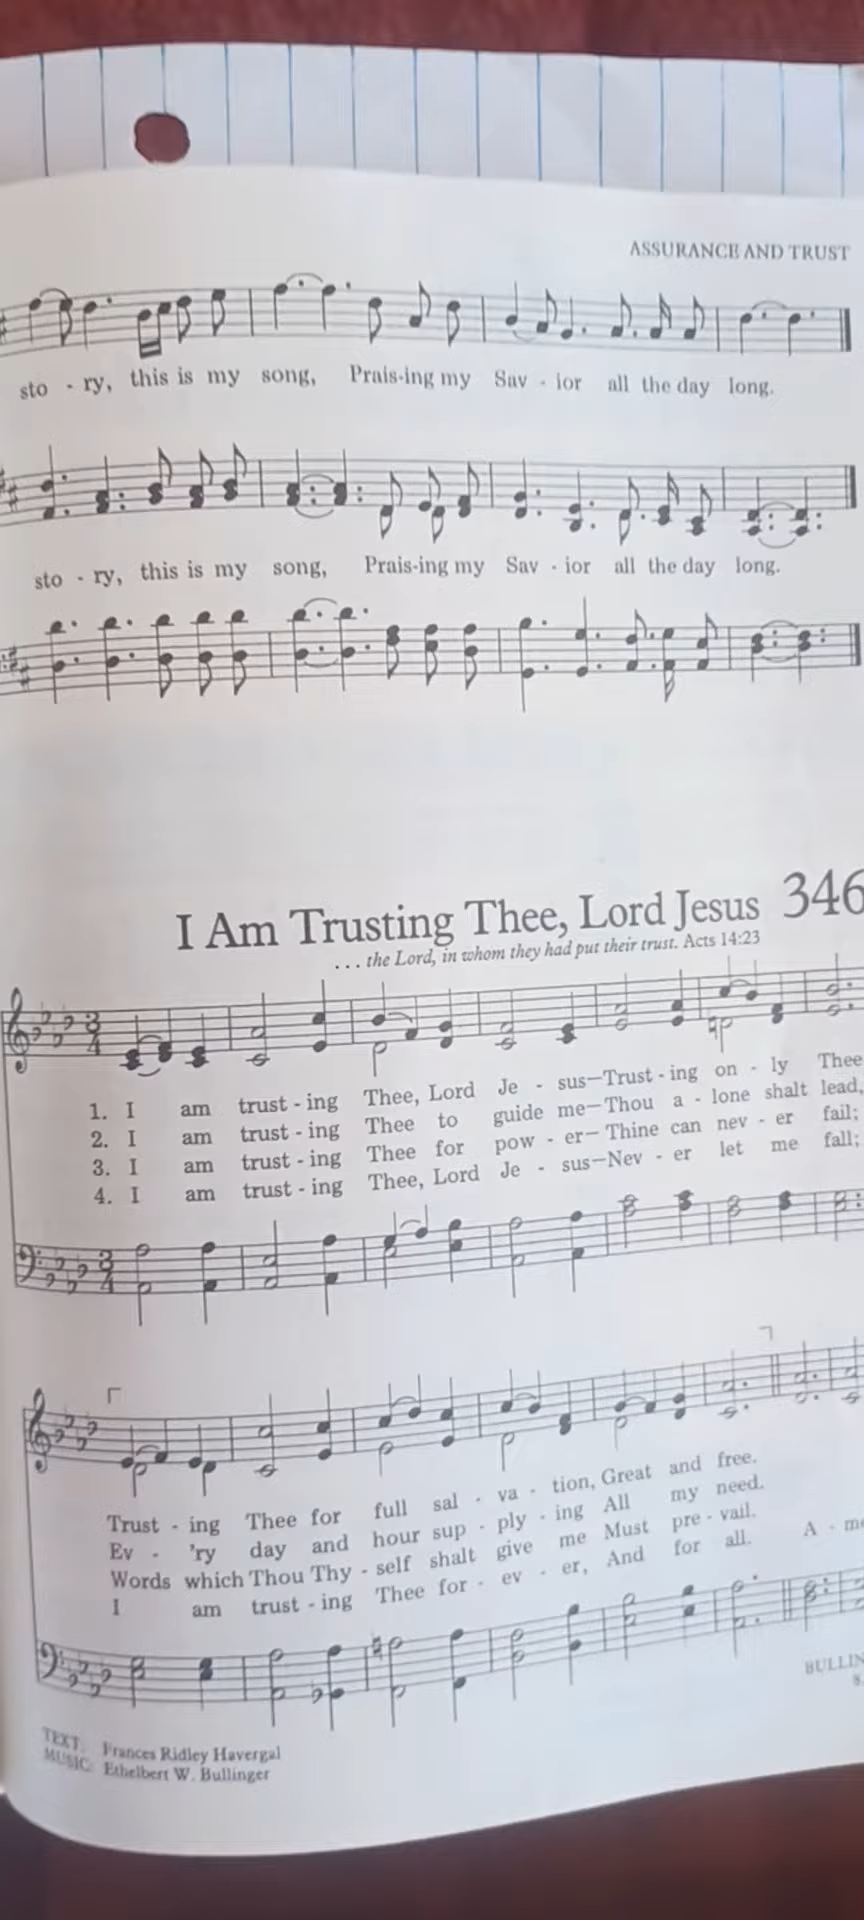 ASSURANCE AND TRUST
sto - ry, this is my song, Prais-ing my Sav - ior all the day long.
sto - ry, this is my song, Prais-ing my Sav - ior all the day long.
I Am Trusting Thee, Lord Jesus 346
. . . the Lord, in whom they had put their trust. Acts 14:23
3
4
1. I am trust - ing Thee, Lord Je - sus—Trust - ing on - ly Thee
2. I am trust - ing Thee to guide me—Thou a - lone shalt lead,
3. I am trust - ing Thee for pow - er—Thine can nev - er fail;
4. I am trust - ing Thee, Lord Je - sus—Nev - er let me fall;
3
4
Trust - ing Thee for full sal - va - tion, Great and free.
Ev - 'ry day and hour sup - ply - ing All my need.
Words which Thou Thy - self shalt give me Must pre - vail.
I am trust - ing Thee for - ev - er, And for all. A -
TEXT: Frances Ridley Havergal
MUSIC: Ethelbert W. Bullinger